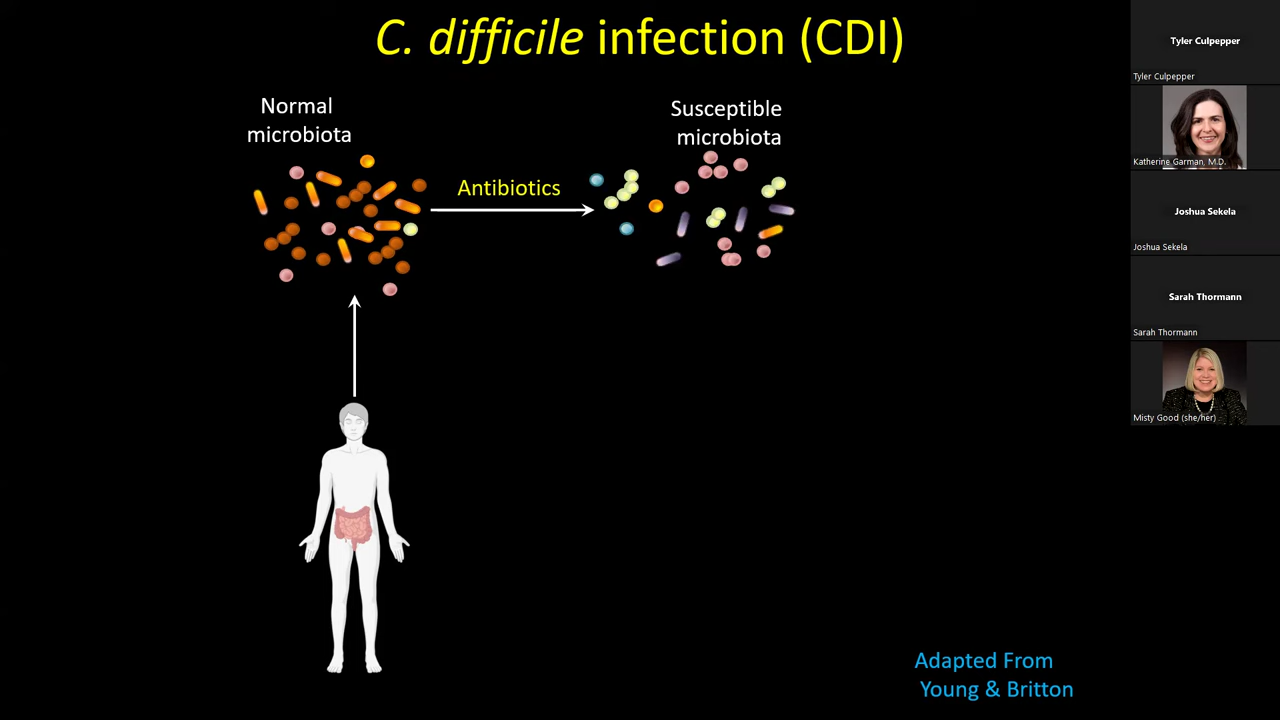 C. difficile infection (CDI)
Normal
microbiota
Antibiotics
Susceptible
microbiota
Adapted From
Young & Britton
Tyler Culpepper
Tyler Culpepper
Katherine Garman, M.D.
Joshua Sekela
Joshua Sekela
Sarah Thormann
Sarah Thormann
Misty Good (she/her)